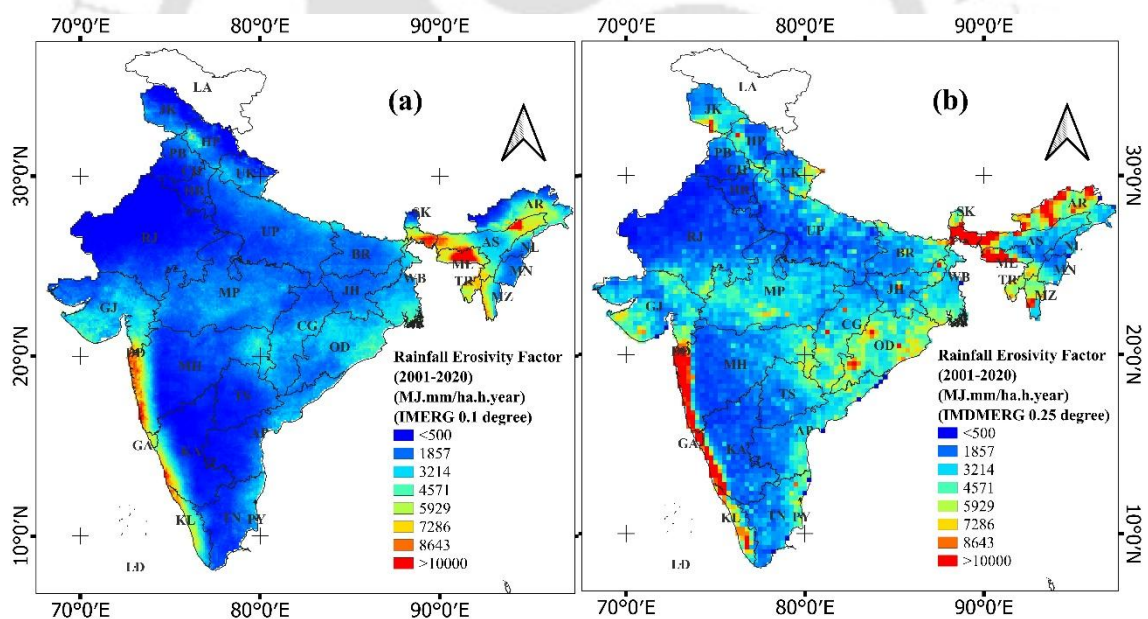 70°0'E 80°0'E 90°0'E 70°0'E 80°0'E 90°0'E
(a)
LA
JK
HP
PB
UK
RJ
UP
SK
AR
AS
NL
BR
ML
MN
TR
MZ
WB
GJ
MP
JH
CG
OD
DD
MH
TS
AP
GA
KA
KL
TN
PY
LD
30°0'N
20°0'N
10°0'N
Rainfall Erosivity Factor
(2001-2020)
(MJ.mm/ha.h.year)
(IMERG 0.1 degree)
<500
1857
3214
4571
5929
7286
8643
>10000
(b)
LA
JK
HP
PB
UK
RJ
UP
SK
AR
AS
NL
BR
ML
MN
TR
MZ
WB
GJ
MP
JH
CG
OD
DD
MH
TS
AP
GA
KA
KL
TN
PY
LD
30°0'N
20°0'N
10°0'N
Rainfall Erosivity Factor
(2001-2020)
(MJ.mm/ha.h.year)
(IMDMERG 0.25 degree)
<500
1857
3214
4571
5929
7286
8643
>10000
70°0'E 80°0'E 90°0'E 70°0'E 80°0'E 90°0'E